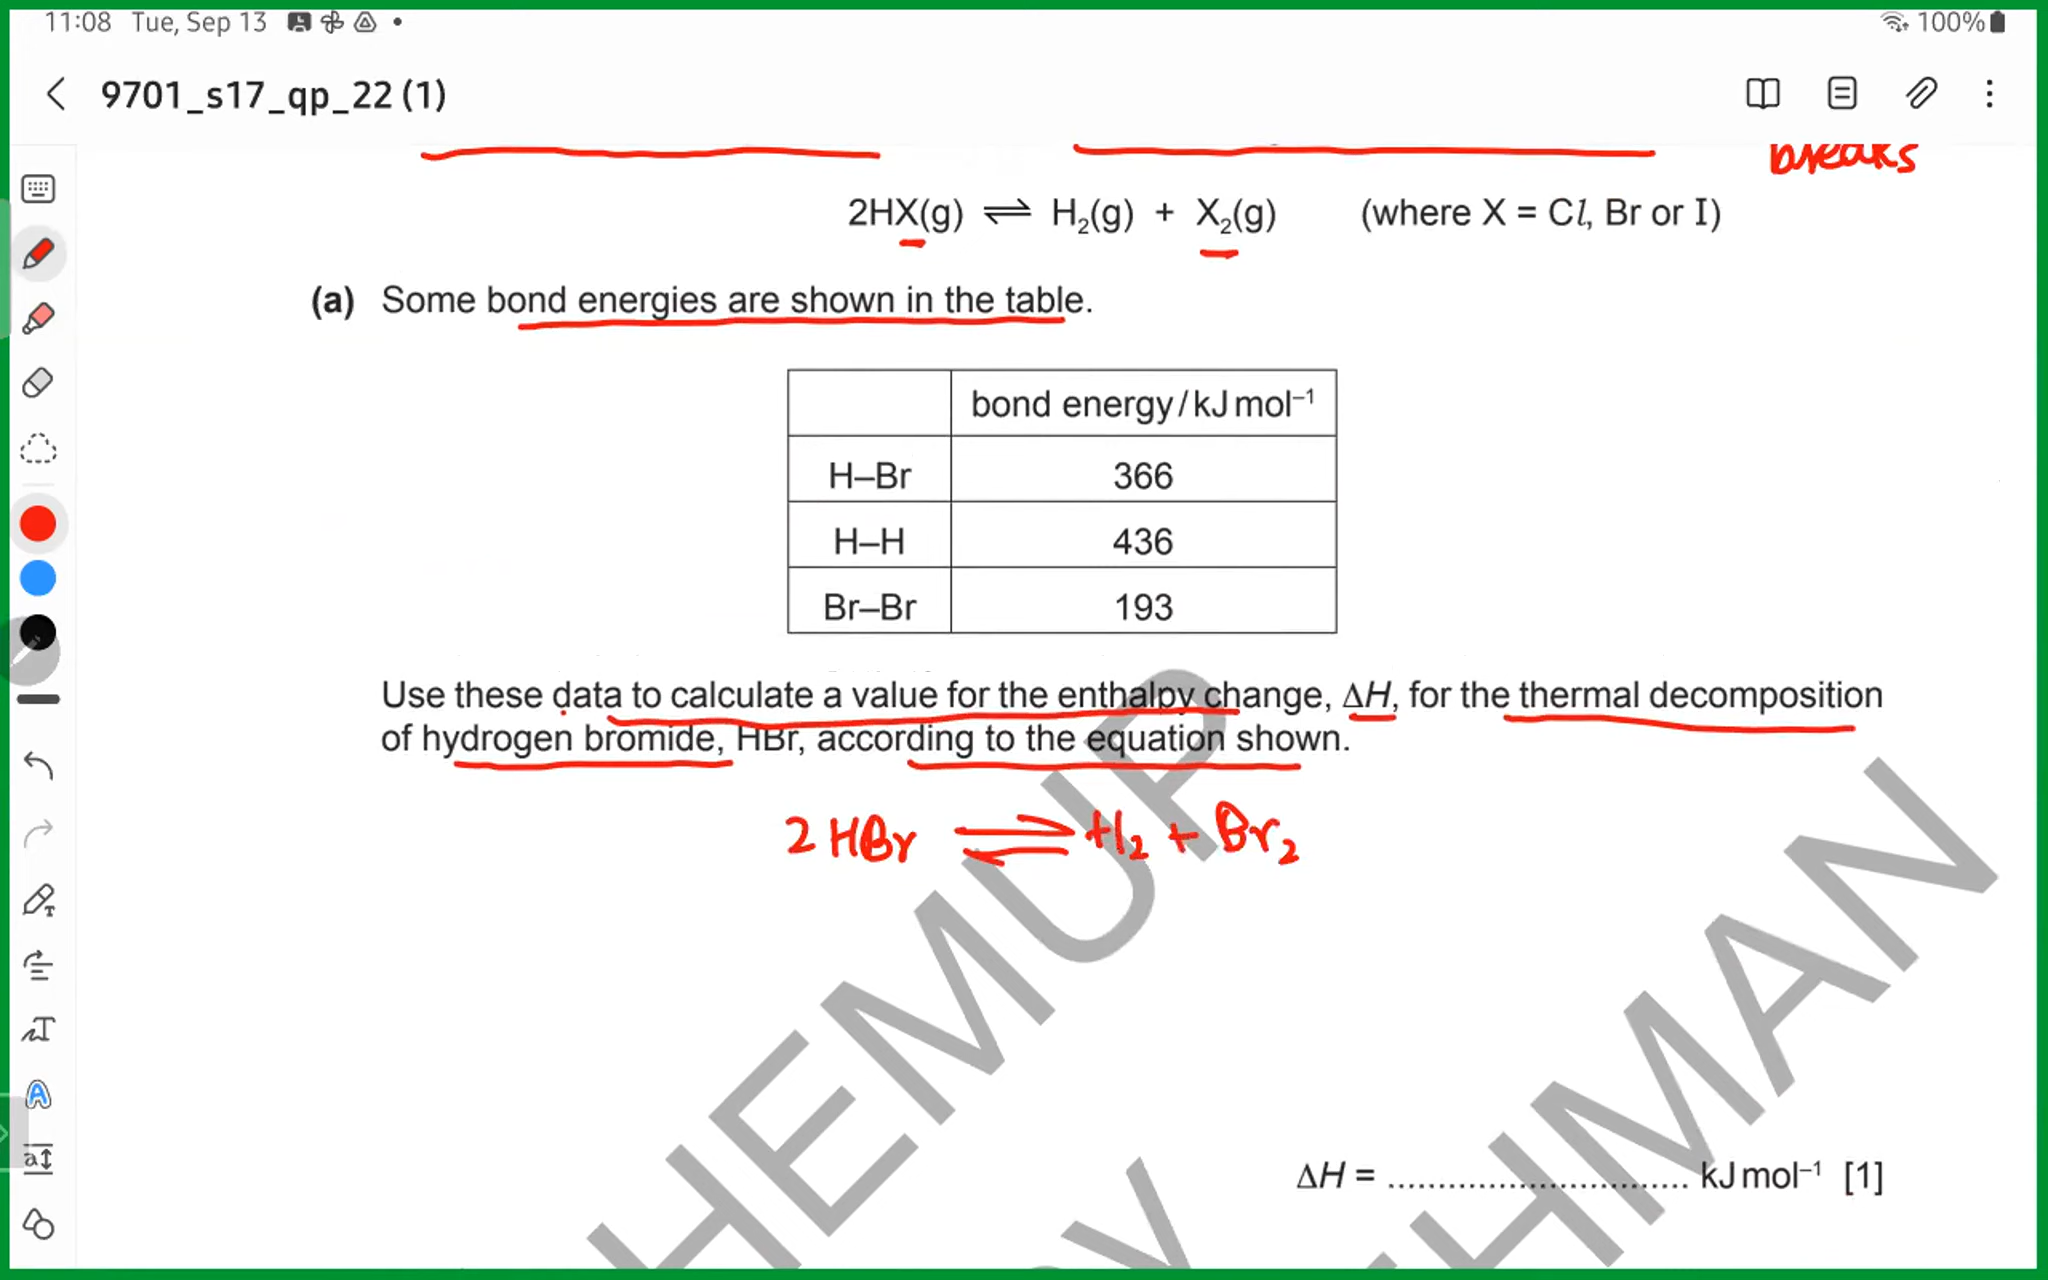 11:08 Tue, Sep 13
100%
9701_s17_qp_22 (1)
breaks
2HX(g) ⇌ H₂(g) + X₂(g) (where X = Cl, Br or I)
(a) Some bond energies are shown in the table.
bond energy / kJ mol⁻¹
H–Br 366
H–H 436
Br–Br 193
Use these data to calculate a value for the enthalpy change, ΔH, for the thermal decomposition
of hydrogen bromide, HBr, according to the equation shown.
2 HBr ⇌ H₂ + Br₂
ΔH = .............................. kJ mol⁻¹ [1]
HEMUP
HMAN
Y